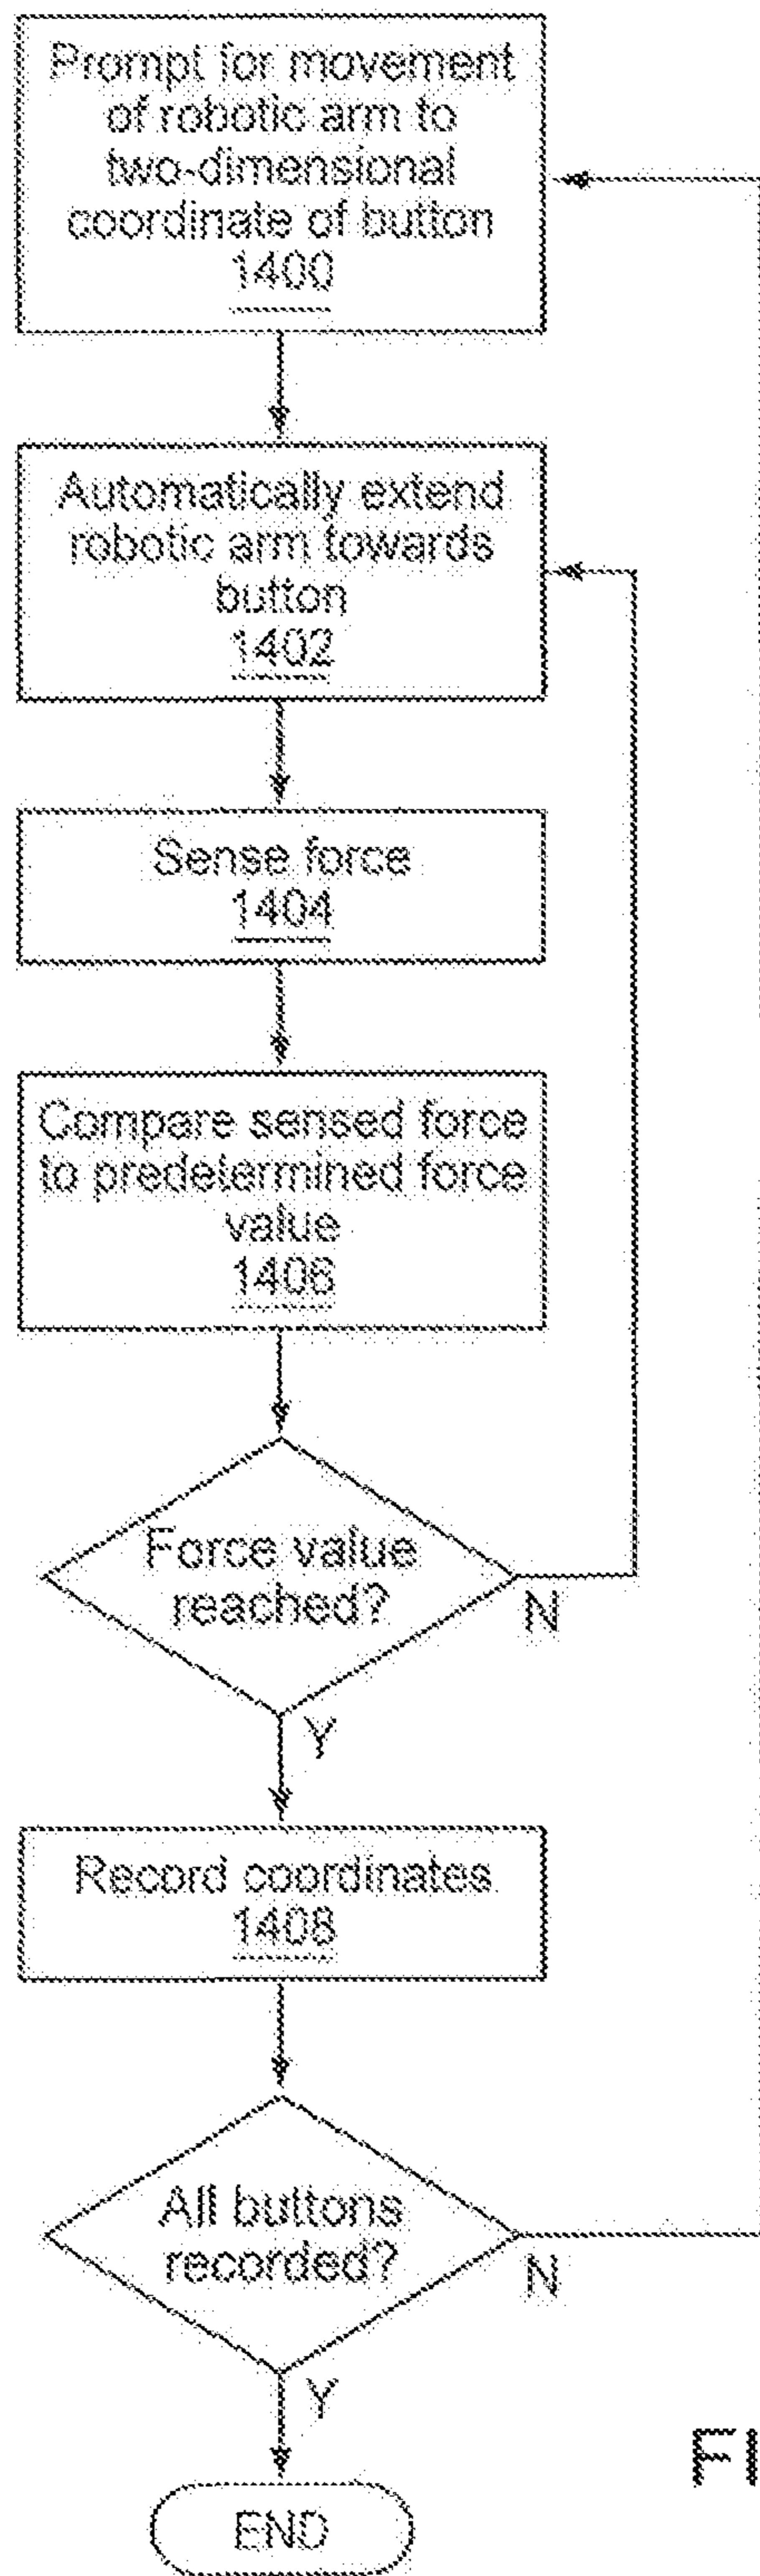 Prompt for movement
of robotic arm to
two-dimensional
coordinate of button
1400
Automatically extend
robotic arm towards
button
1402
Sense force
1404
Compare sensed force
to predetermined force
value
1406
Force value
reached?
N
Y
Record coordinates
1408
All buttons
recorded?
N
Y
FI
END